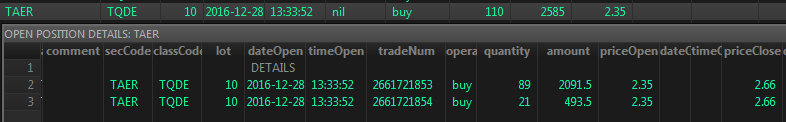 TAER TQDE 10 2016-12-28 13:33:52 nil buy 110 2585 2.35
OPEN POSITION DETAILS: TAER
comment secCode classCode lot dateOpen timeOpen tradeNum opera quantity amount priceOpen dateC timeC priceClose
1 DETAILS
2 TAER TQDE 10 2016-12-28 13:33:52 2661721853 buy 89 2091.5 2.35 2.66
3 TAER TQDE 10 2016-12-28 13:33:52 2661721854 buy 21 493.5 2.35 2.66